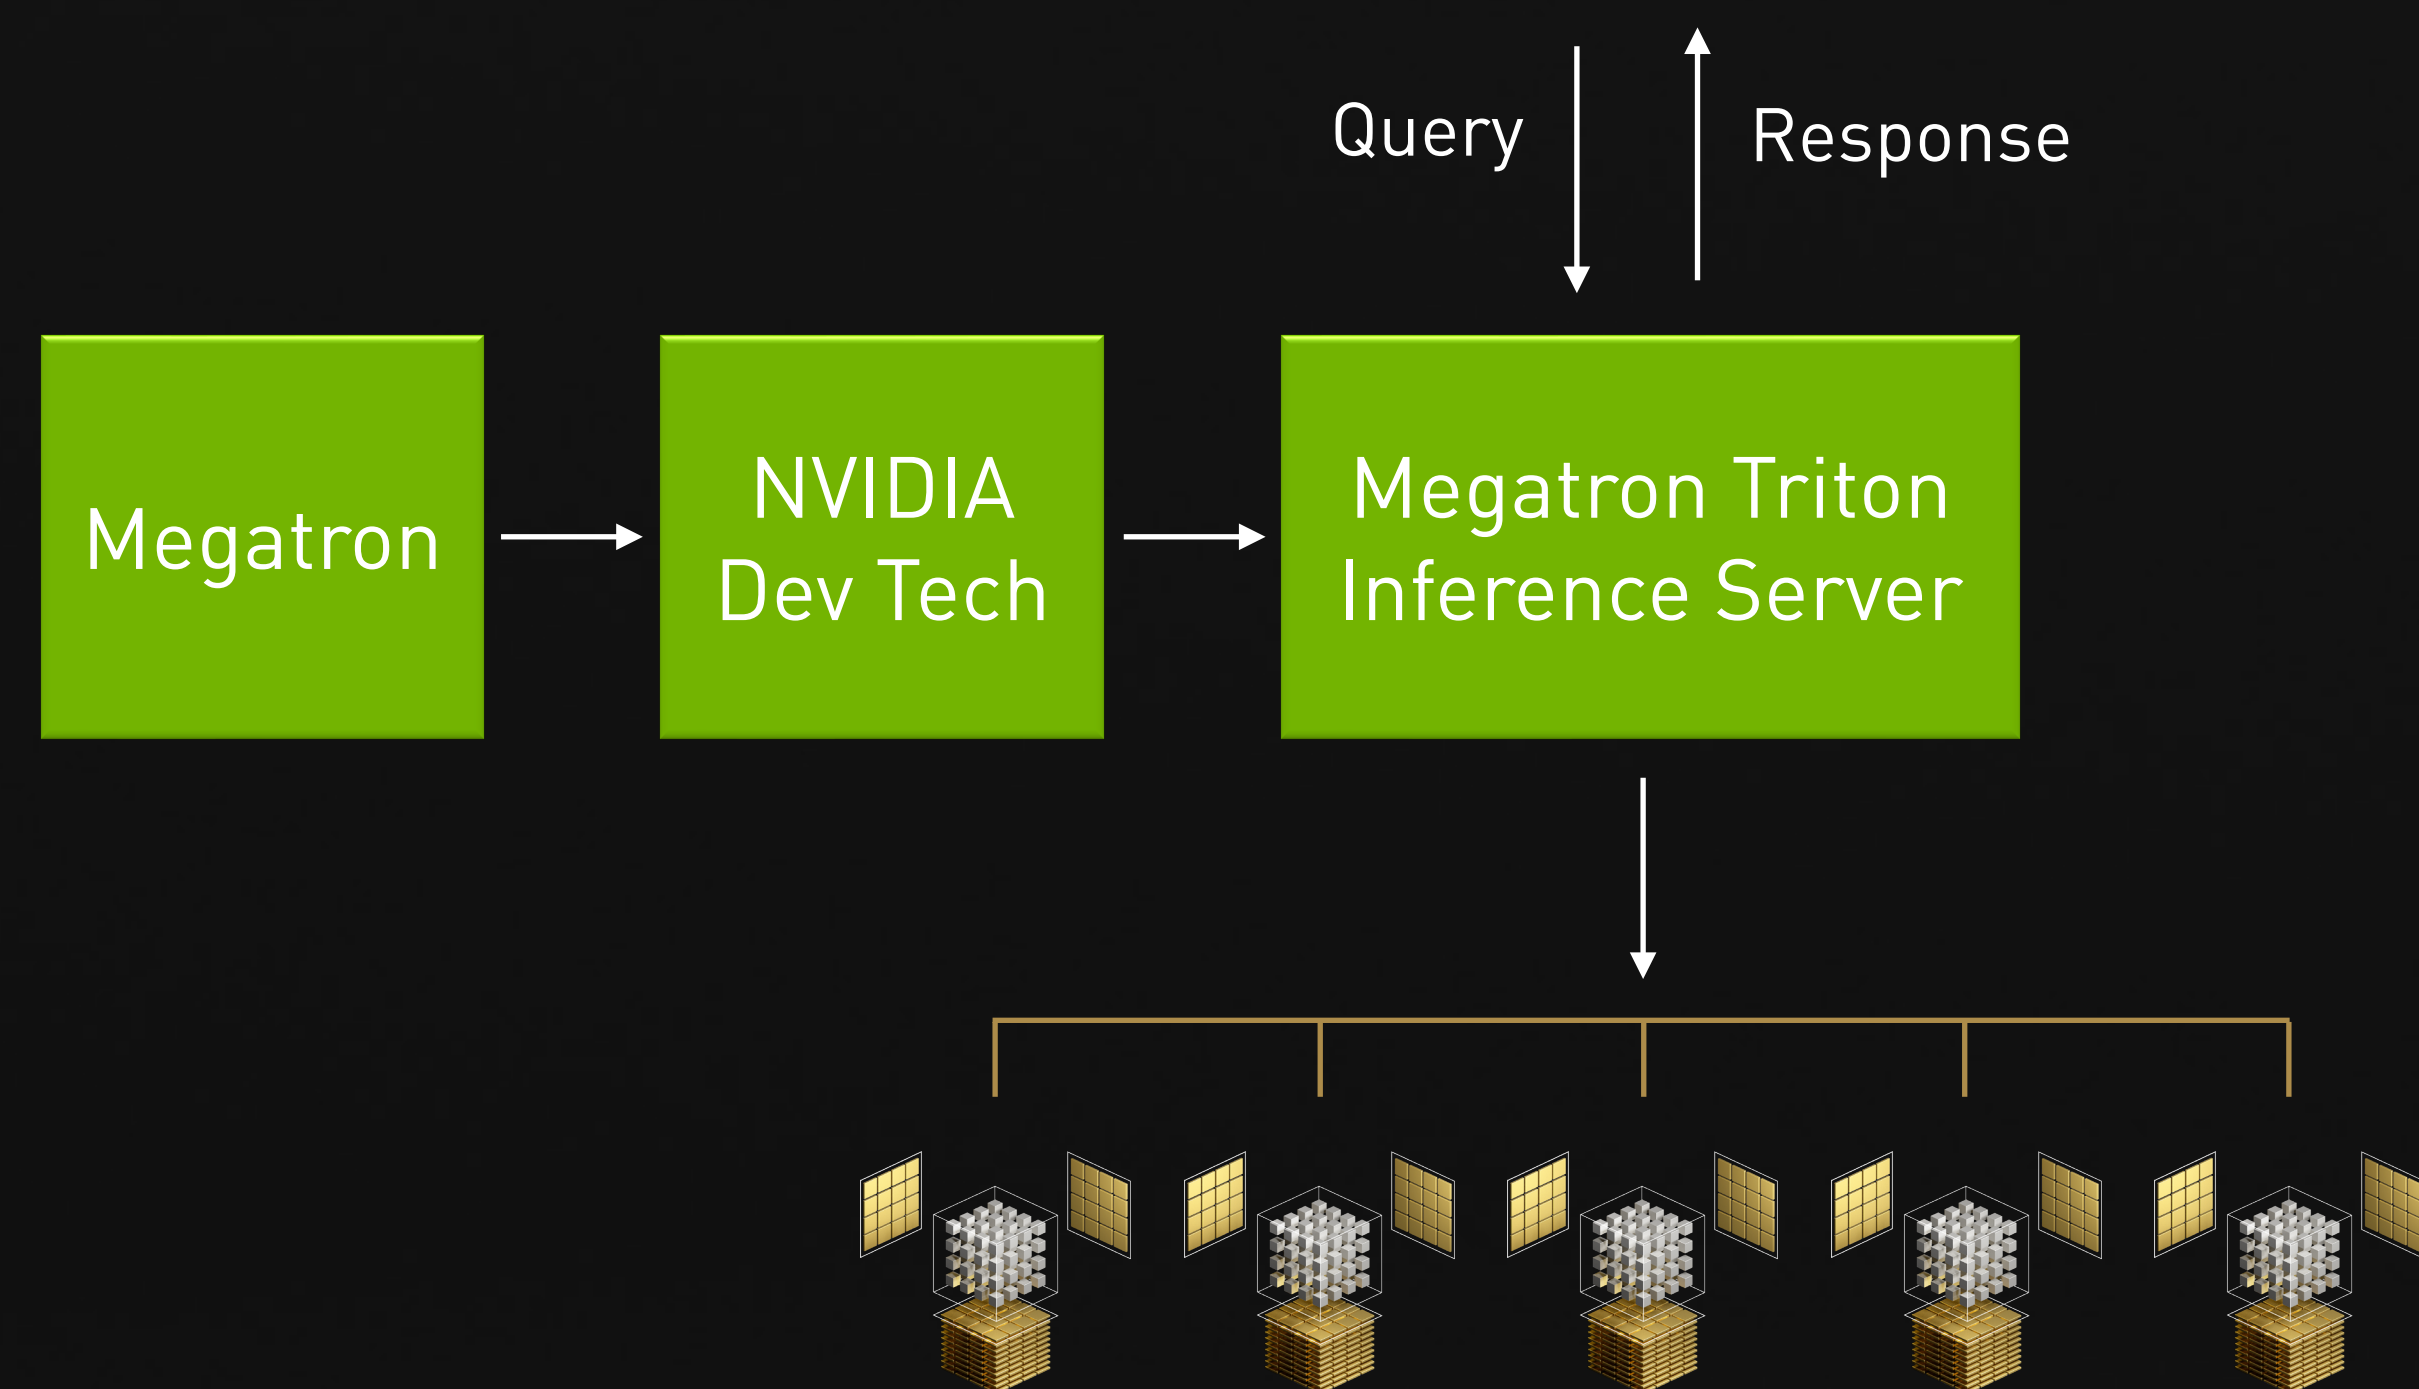 Query
Response
Megatron
NVIDIA
Dev Tech
Megatron Triton
Inference Server